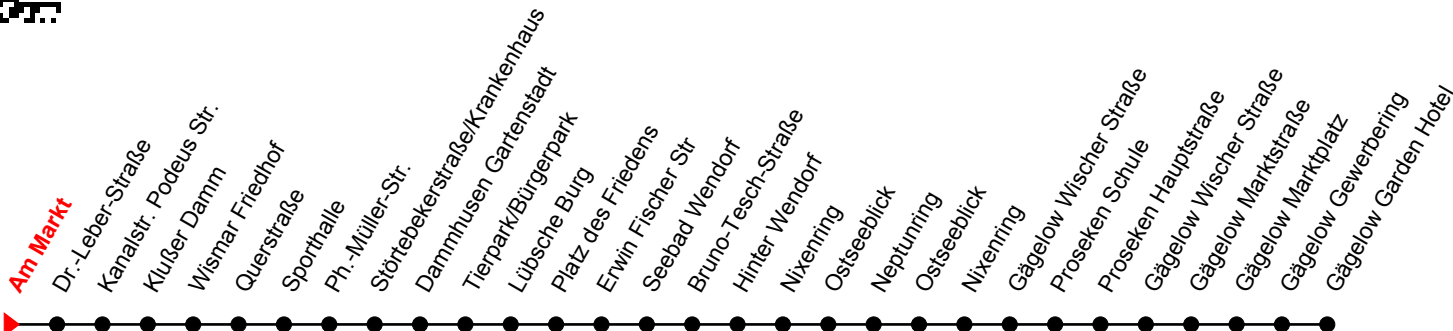 Am Markt
Dr.-Leber-Straße
Kanalstr. Podeus Str.
Klußer Damm
Wismar Friedhof
Querstraße
Sporthalle
Ph.-Müller-Str.
Störtebekerstraße/Krankenhaus
Dammhusen Gartenstadt
Tierpark/Bürgerpark
Lübsche Burg
Platz des Friedens
Erwin Fischer Str
Seebad Wendorf
Bruno-Tesch-Straße
Hinter Wendorf
Nixenring
Ostseeblick
Neptunring
Ostseeblick
Nixenring
Gägelow Wischer Straße
Proseken Schule
Proseken Hauptstraße
Gägelow Wischer Straße
Gägelow Marktstraße
Gägelow Marktplatz
Gägelow Gewerbering
Gägelow Garden Hotel